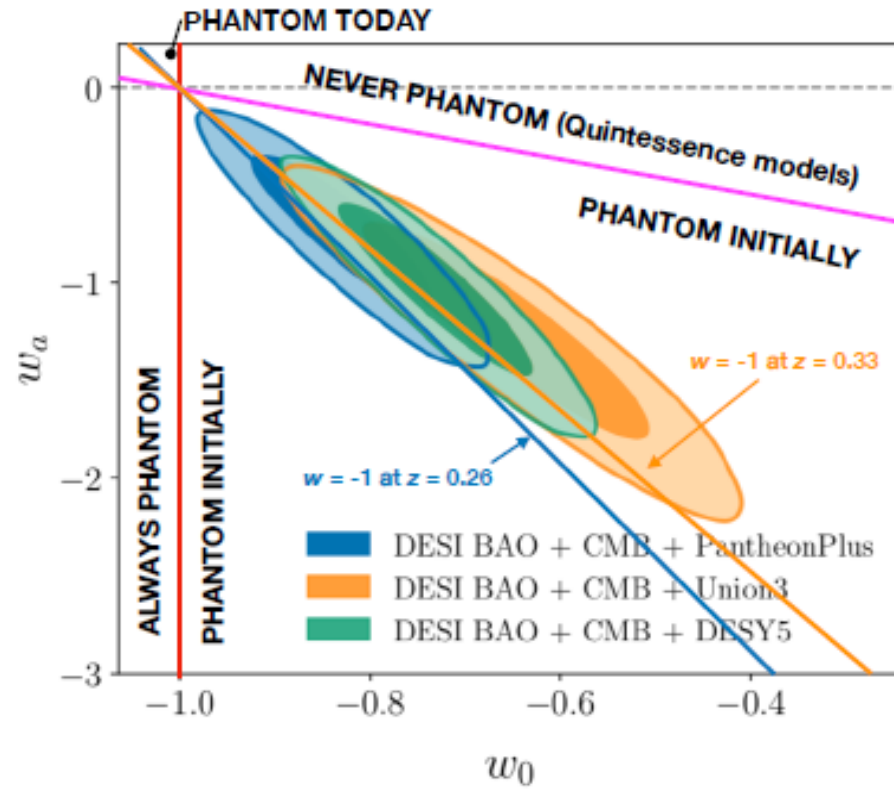 PHANTOM TODAY
NEVER PHANTOM (Quintessence models)
PHANTOM INITIALLY
ALWAYS PHANTOM
PHANTOM INITIALLY
w = -1 at z = 0.33
w = -1 at z = 0.26
DESI BAO + CMB + PantheonPlus
DESI BAO + CMB + Union3
DESI BAO + CMB + DESY5
0
−1
−2
−3
wₐ
−1.0 −0.8 −0.6 −0.4
w₀